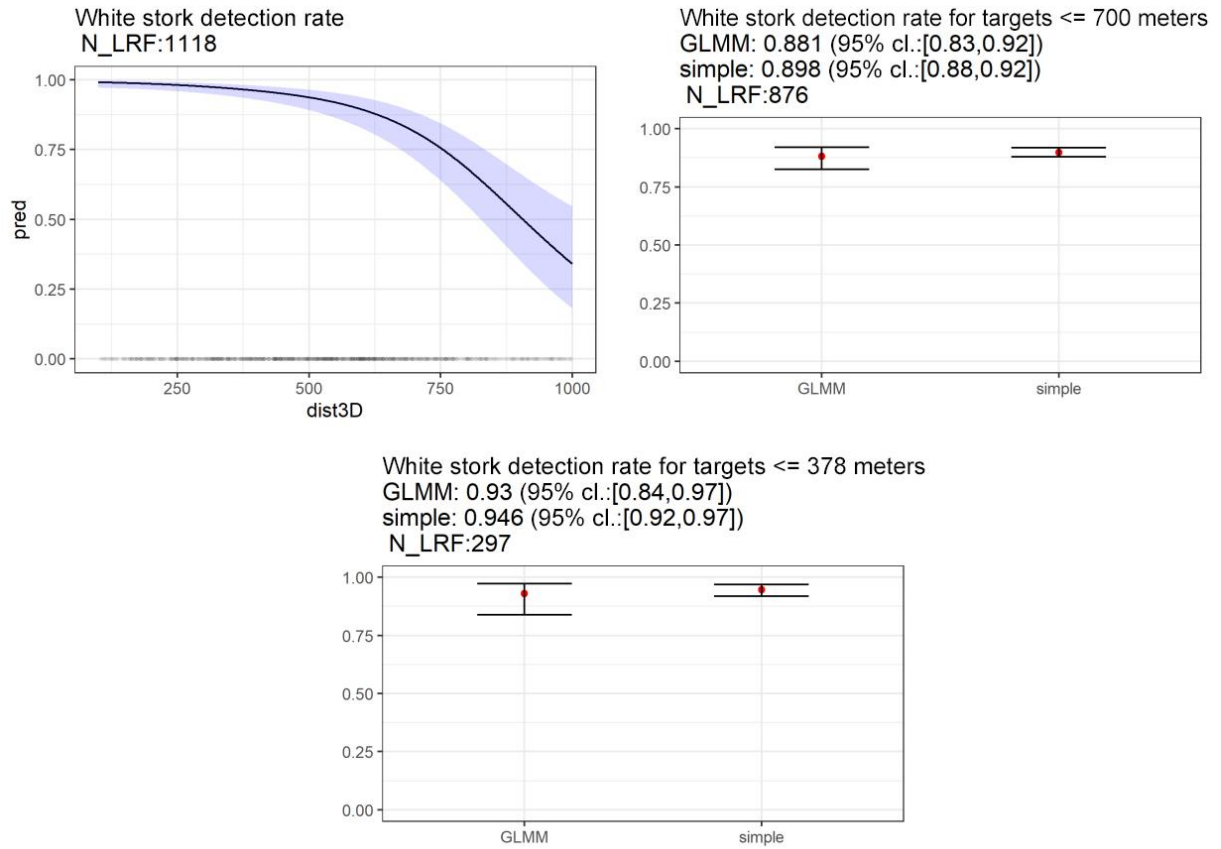 White stork detection rate
N_LRF:1118
1.00
0.75
0.50
0.25
0.00
pred
250 500 750 1000
dist3D
White stork detection rate for targets <= 700 meters
GLMM: 0.881 (95% cl.:[0.83,0.92])
simple: 0.898 (95% cl.:[0.88,0.92])
N_LRF:876
1.00
0.75
0.50
0.25
0.00
GLMM simple
White stork detection rate for targets <= 378 meters
GLMM: 0.93 (95% cl.:[0.84,0.97])
simple: 0.946 (95% cl.:[0.92,0.97])
N_LRF:297
1.00
0.75
0.50
0.25
0.00
GLMM simple